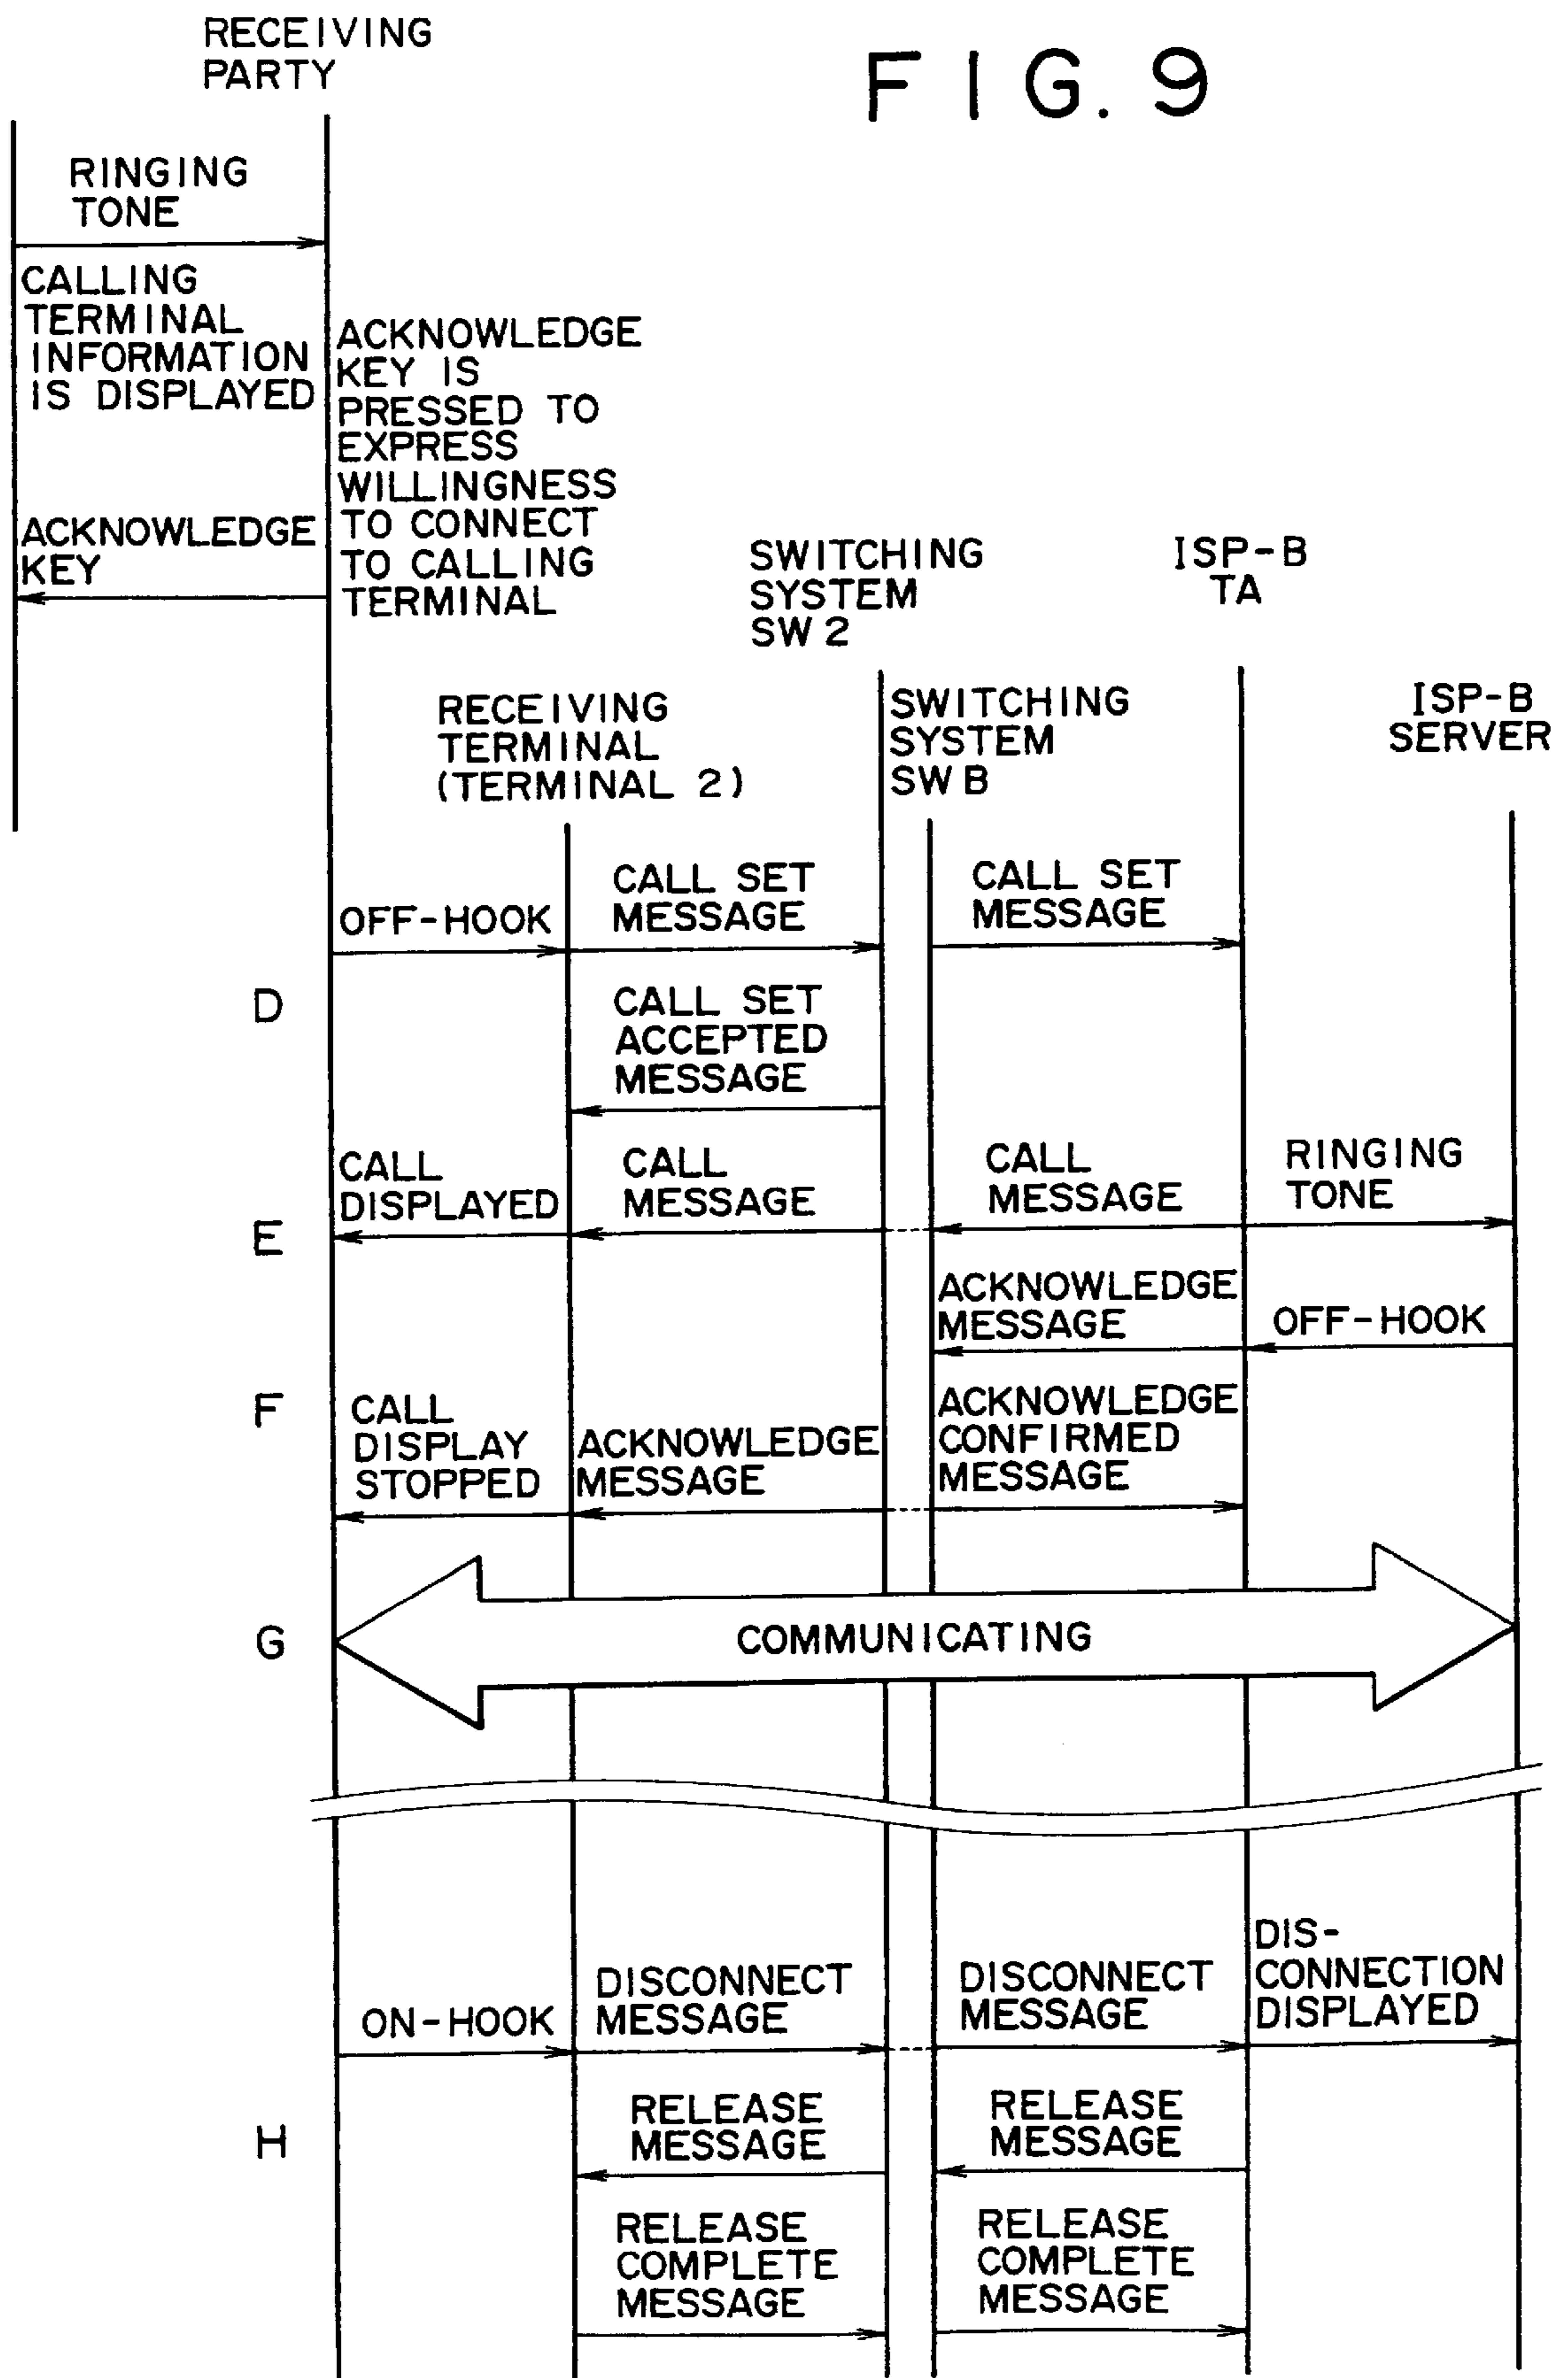 RECEIVING
PARTY
FIG. 9
RINGING
TONE
CALLING
TERMINAL
INFORMATION
IS DISPLAYED
ACKNOWLEDGE
KEY IS
PRESSED TO
EXPRESS
WILLINGNESS
TO CONNECT
TO CALLING
TERMINAL
ACKNOWLEDGE
KEY
SWITCHING
SYSTEM
SW2
ISP-B
TA
RECEIVING
TERMINAL
(TERMINAL 2)
SWITCHING
SYSTEM
SWB
ISP-B
SERVER
OFF-HOOK
CALL SET
MESSAGE
CALL SET
MESSAGE
D
CALL SET
ACCEPTED
MESSAGE
CALL
DISPLAYED
CALL
MESSAGE
CALL
MESSAGE
RINGING
TONE
E
ACKNOWLEDGE
MESSAGE
OFF-HOOK
F
CALL
DISPLAY
STOPPED
ACKNOWLEDGE
MESSAGE
ACKNOWLEDGE
CONFIRMED
MESSAGE
G
COMMUNICATING
ON-HOOK
DISCONNECT
MESSAGE
DISCONNECT
MESSAGE
DIS-
CONNECTION
DISPLAYED
H
RELEASE
MESSAGE
RELEASE
MESSAGE
RELEASE
COMPLETE
MESSAGE
RELEASE
COMPLETE
MESSAGE